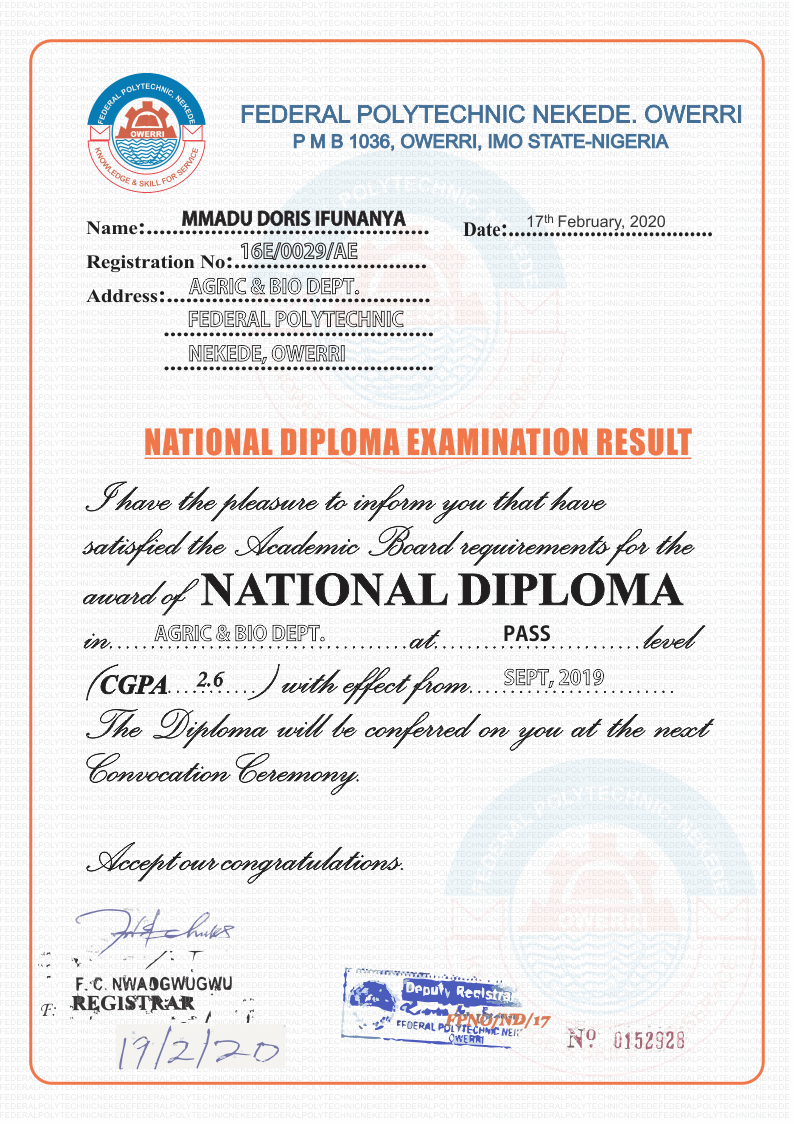 FEDERAL POLYTECHNIC, NEKEDE
OWERRI
KNOWLEDGE & SKILL FOR SERVICE
FEDERAL POLYTECHNIC NEKEDE. OWERRI
P M B 1036, OWERRI, IMO STATE-NIGERIA
Name: MMADU DORIS IFUNANYA Date: 17th February, 2020
Registration No: 16E/0029/AE
Address: AGRIC & BIO DEPT.
FEDERAL POLYTECHNIC
NEKEDE, OWERRI
NATIONAL DIPLOMA EXAMINATION RESULT
I have the pleasure to inform you that have
satisfied the Academic Board requirements for the
award of NATIONAL DIPLOMA
in AGRIC & BIO DEPT. at PASS level
(CGPA 2.6 ) with effect from SEPT, 2019
The Diploma will be conferred on you at the next
Convocation Ceremony.
Accept our congratulations.
F. C. NWADGWUGWU
REGISTRAR
19/2/20
Deputy Registrar
FPNO/ND/17
FEDERAL POLYTECHNIC NEK
OWERRI
Nº 0152928